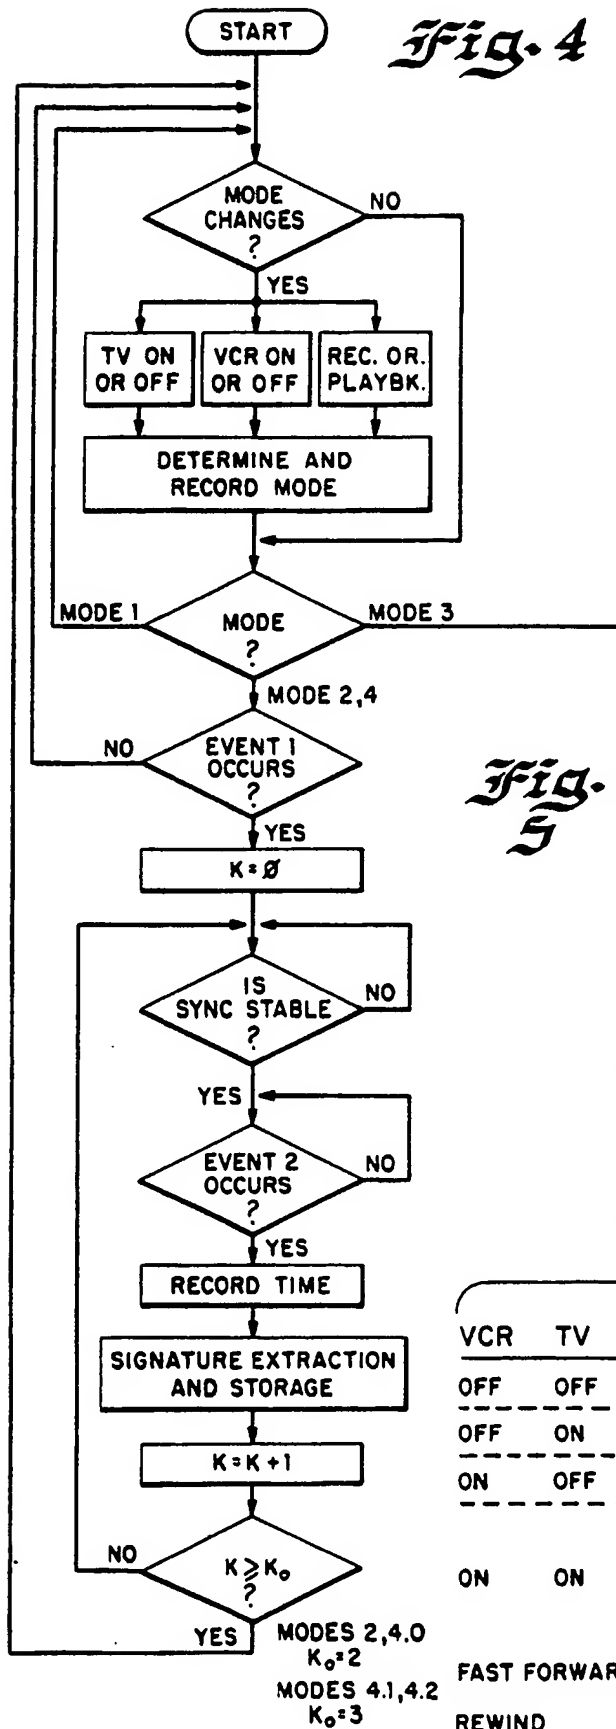 START
Fig. 4
MODE
CHANGES
?
NO
YES
TV ON
OR OFF
VCR ON
OR OFF
REC. OR.
PLAYBK.
DETERMINE AND
RECORD MODE
MODE 1
MODE
?
MODE 3
MODE 2,4
NO
EVENT 1
OCCURS
?
YES
Fig.
5
K=Ø
IS
SYNC STABLE
?
NO
YES
EVENT 2
OCCURS
?
NO
YES
RECORD TIME
SIGNATURE EXTRACTION
AND STORAGE
K=K+1
NO
K≥K₀
?
YES
MODES 2,4.0
K₀=2
MODES 4.1,4.2
K₀=3
VCR TV
OFF OFF
OFF ON
ON OFF
ON ON
FAST FORWAR
REWIND